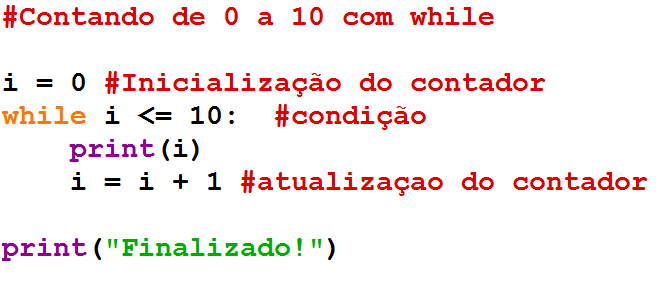 #Contando de 0 a 10 com while
i = 0 #Inicialização do contador
while i <= 10:  #condição
    print(i)
    i = i + 1 #atualizaçao do contador
print("Finalizado!")